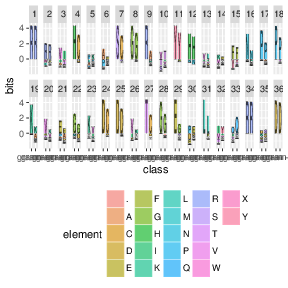 1 2 3 4 5 6 7 8 9 10 11 12 13 14 15 16 17 18
4
2
0
bits
19 20 21 22 23 24 25 26 27 28 29 30 31 32 33 34 35 36
4
2
0
class
element
. F L R X
A G M S Y
C H N T
D I P V
E K Q W